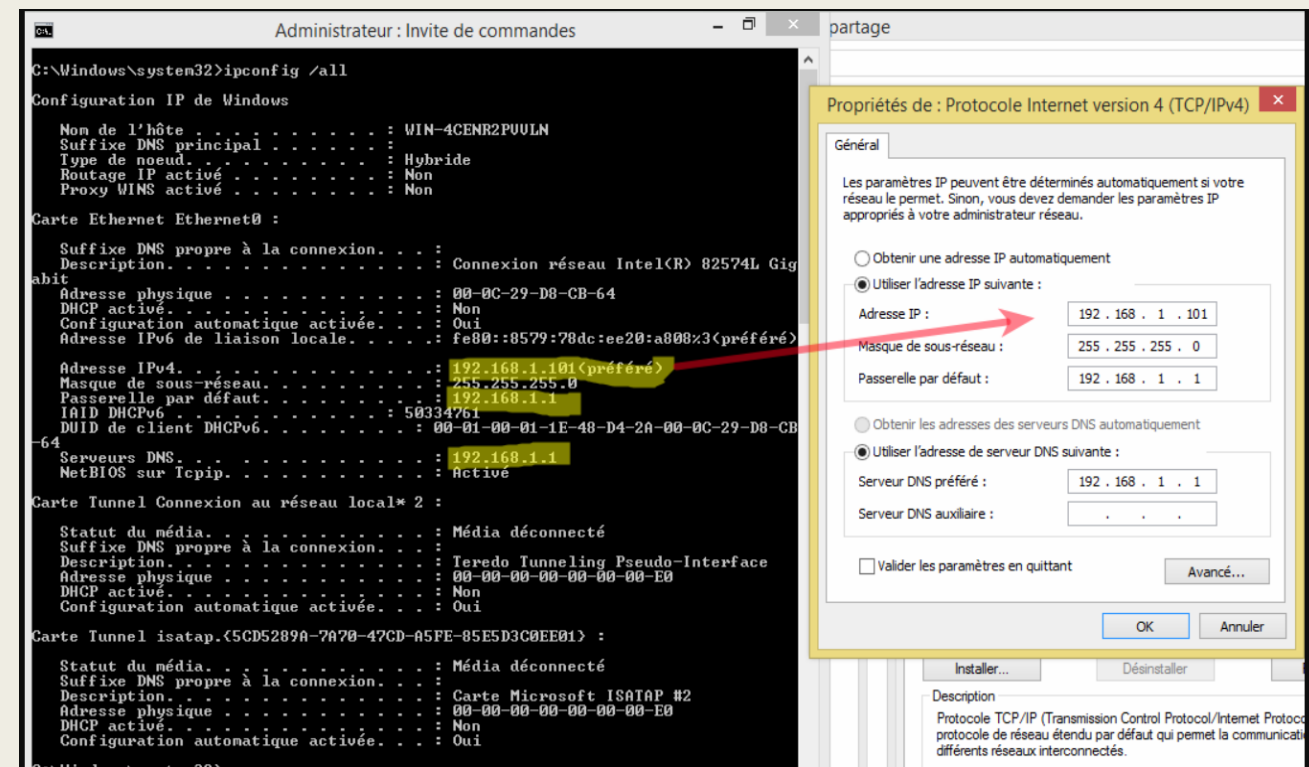 Administrateur : Invite de commandes
C:\Windows\system32>ipconfig /all
Configuration IP de Windows
Nom de l'hôte . . . . . . . . . . : WIN-4CENR2PVVLN
Suffixe DNS principal . . . . . . :
Type de noeud. . . . . . . . . . : Hybride
Routage IP activé . . . . . . . . : Non
Proxy WINS activé . . . . . . . . : Non
Carte Ethernet Ethernet0 :
Suffixe DNS propre à la connexion. . . :
Description. . . . . . . . . . . . . . : Connexion réseau Intel(R) 82574L Gig
abit
Adresse physique . . . . . . . . . . . : 00-0C-29-D8-CB-64
DHCP activé. . . . . . . . . . . . . . : Non
Configuration automatique activée. . . : Oui
Adresse IPv6 de liaison locale. . . . .: fe80::8579:78dc:ee20:a808%3(préféré)
Adresse IPv4. . . . . . . . . . . . . .: 192.168.1.101(préféré)
Masque de sous-réseau. . . . . . . . . : 255.255.255.0
Passerelle par défaut. . . . . . . . . : 192.168.1.1
IAID DHCPv6 . . . . . . . . . . . : 50334761
DUID de client DHCPv6. . . . . . . . : 00-01-00-01-1E-48-D4-2A-00-0C-29-D8-CB
-64
Serveurs DNS. . . . . . . . . . . . . : 192.168.1.1
NetBIOS sur Tcpip. . . . . . . . . . . : Activé
Carte Tunnel Connexion au réseau local* 2 :
Statut du média. . . . . . . . . . . . : Média déconnecté
Suffixe DNS propre à la connexion. . . :
Description. . . . . . . . . . . . . . : Teredo Tunneling Pseudo-Interface
Adresse physique . . . . . . . . . . . : 00-00-00-00-00-00-00-E0
DHCP activé. . . . . . . . . . . . . . : Non
Configuration automatique activée. . . : Oui
Carte Tunnel isatap.{5CD5289A-7A70-47CD-A5FE-85E5D3C0EE01} :
Statut du média. . . . . . . . . . . . : Média déconnecté
Suffixe DNS propre à la connexion. . . :
Description. . . . . . . . . . . . . . : Carte Microsoft ISATAP #2
Adresse physique . . . . . . . . . . . : 00-00-00-00-00-00-00-E0
DHCP activé. . . . . . . . . . . . . . : Non
Configuration automatique activée. . . : Oui
partage
Propriétés de : Protocole Internet version 4 (TCP/IPv4)
Général
Les paramètres IP peuvent être déterminés automatiquement si votre
réseau le permet. Sinon, vous devez demander les paramètres IP
appropriés à votre administrateur réseau.
Obtenir une adresse IP automatiquement
Utiliser l'adresse IP suivante :
Adresse IP : 192 . 168 . 1 . 101
Masque de sous-réseau : 255 . 255 . 255 . 0
Passerelle par défaut : 192 . 168 . 1 . 1
Obtenir les adresses des serveurs DNS automatiquement
Utiliser l'adresse de serveur DNS suivante :
Serveur DNS préféré : 192 . 168 . 1 . 1
Serveur DNS auxiliaire : . . .
Valider les paramètres en quittant
Avancé...
OK Annuler
Installer... Désinstaller
Description
Protocole TCP/IP (Transmission Control Protocol/Internet Protoco
protocole de réseau étendu par défaut qui permet la communicati
différents réseaux interconnectés.